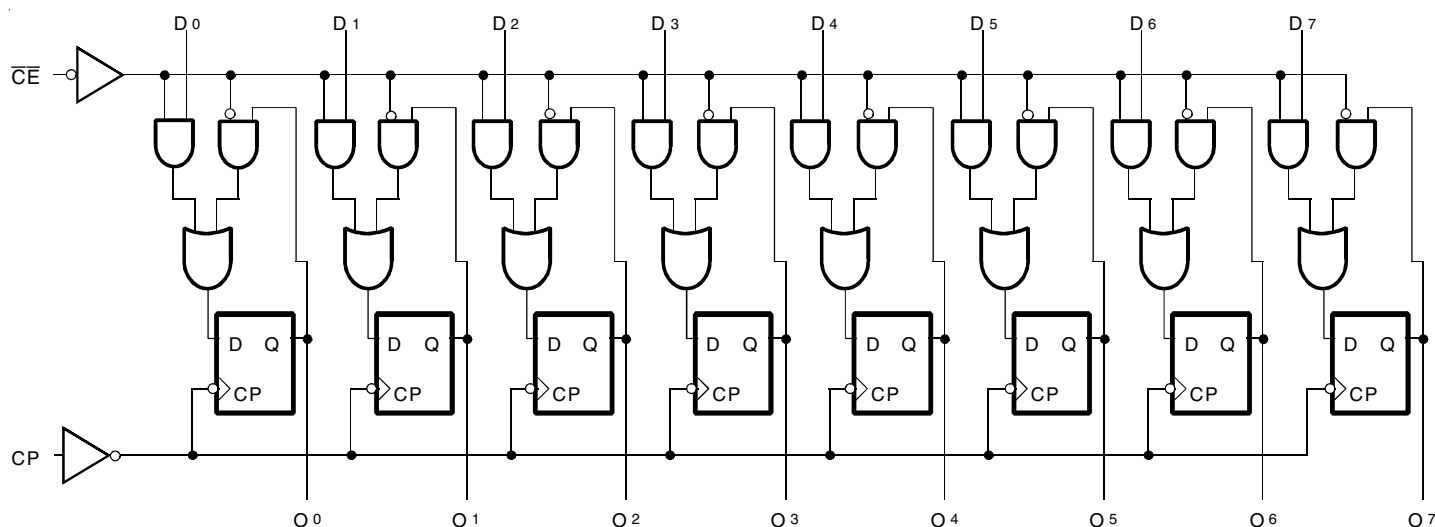 D0 D1 D2 D3 D4 D5 D6 D7
CE
D Q D Q D Q D Q D Q D Q D Q D Q
CP CP CP CP CP CP CP CP
CP
O0 O1 O2 O3 O4 O5 O6 O7